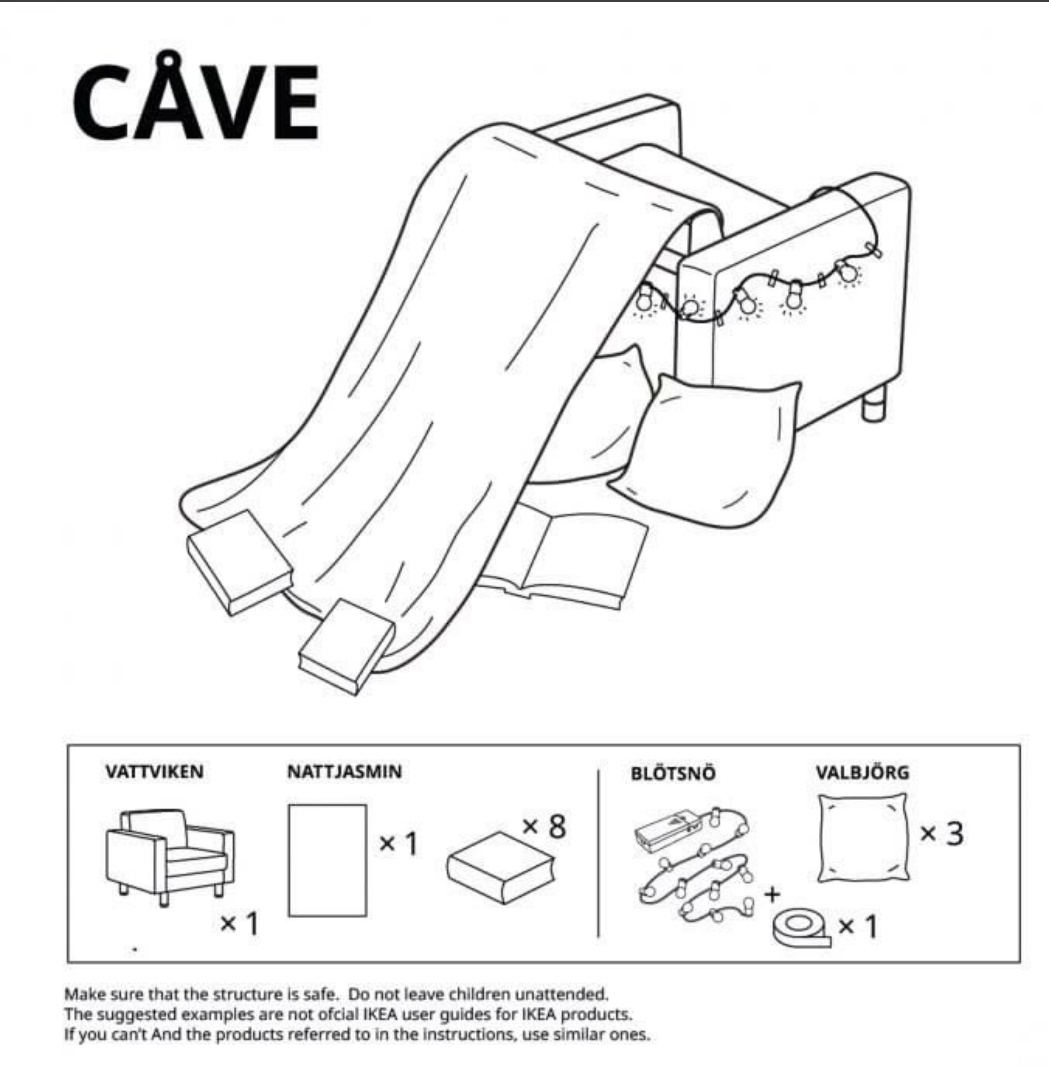 CÅVE
VATTVIKEN
NATTJASMIN
BLÖTSNÖ
VALBJÖRG
× 8
× 1
× 3
× 1
+
× 1
Make sure that the structure is safe.  Do not leave children unattended.
The suggested examples are not ofcial IKEA user guides for IKEA products.
If you can't And the products referred to in the instructions, use similar ones.